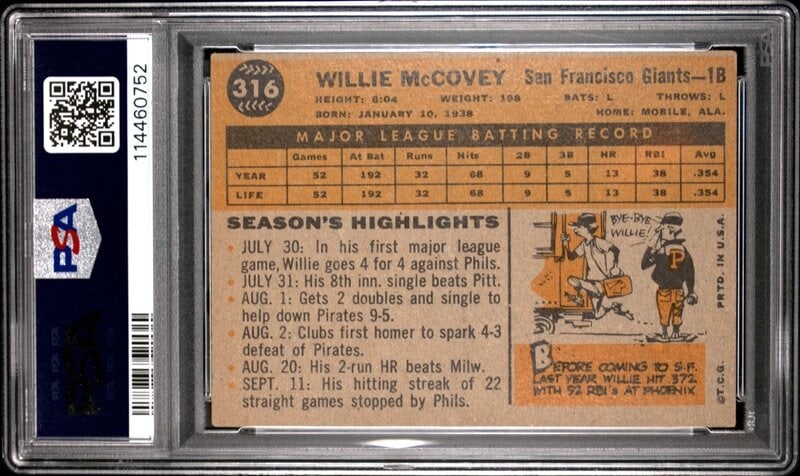 316
WILLIE McCOVEY San Francisco Giants—1B
HEIGHT: 6:04 WEIGHT: 198 BATS: L THROWS: L
BORN: JANUARY 10, 1938 HOME: MOBILE, ALA.
MAJOR LEAGUE BATTING RECORD
Games At Bat Runs Hits 2B 3B HR RBI Avg
YEAR 52 192 32 68 9 5 13 38 .354
LIFE 52 192 32 68 9 5 13 38 .354
SEASON'S HIGHLIGHTS
• JULY 30: In his first major league
game, Willie goes 4 for 4 against Phils.
• JULY 31: His 8th inn. single beats Pitt.
• AUG. 1: Gets 2 doubles and single to
help down Pirates 9-5.
• AUG. 2: Clubs first homer to spark 4-3
defeat of Pirates.
• AUG. 20: His 2-run HR beats Milw.
• SEPT. 11: His hitting streak of 22
straight games stopped by Phils.
BYE-BYE
WILLIE!
P
BEFORE COMING TO S.F.
LAST YEAR WILLIE HIT 372
WITH 92 RBI's AT PHOENIX
©T.C.G. PRTD. IN U.S.A.
114460752
PSA
PSA
PSA